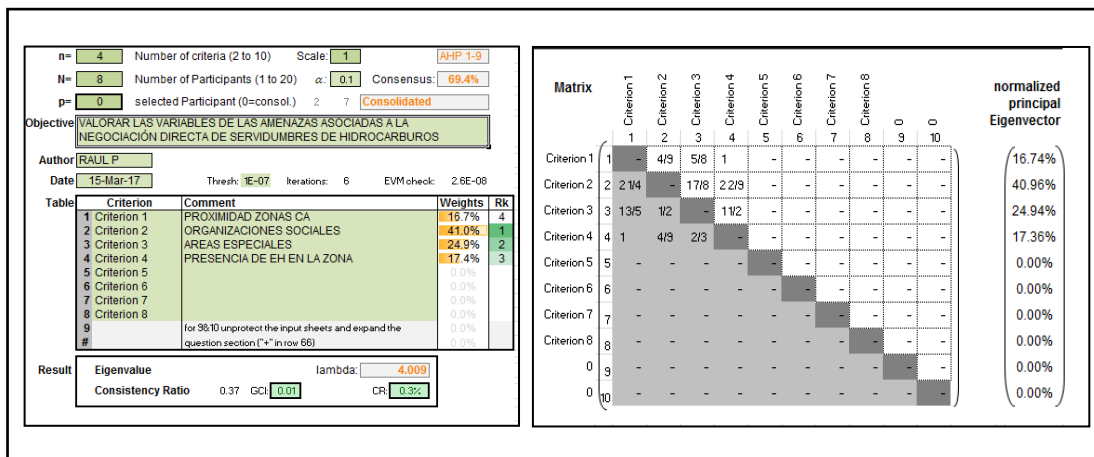 n= 4 Number of criteria (2 to 10) Scale: 1 AHP 1-9
N= 8 Number of Participants (1 to 20) α: 0.1 Consensus: 69.4%
p= 0 selected Participant (0=consol.) 2 7 Consolidated
Objective VALORAR LAS VARIABLES DE LAS AMENAZAS ASOCIADAS A LA
NEGOCIACIÓN DIRECTA DE SERVIDUMBRES DE HIDROCARBUROS
Author RAUL P
Date 15-Mar-17 Thresh: 1E-07 Iterations: 6 EVM check: 2.6E-08
Table Criterion Comment Weights Rk
1 Criterion 1 PROXIMIDAD ZONAS CA 16.7% 4
2 Criterion 2 ORGANIZACIONES SOCIALES 41.0% 1
3 Criterion 3 AREAS ESPECIALES 24.9% 2
4 Criterion 4 PRESENCIA DE EH EN LA ZONA 17.4% 3
5 Criterion 5 0.0%
6 Criterion 6 0.0%
7 Criterion 7 0.0%
8 Criterion 8 0.0%
9 for 9&10 unprotect the input sheets and expand the 0.0%
# question section ("+" in row 66) 0.0%
Result Eigenvalue lambda: 4.009
Consistency Ratio 0.37 GCI: 0.01 CR: 0.3%
Matrix Criterion 1 Criterion 2 Criterion 3 Criterion 4 Criterion 5 Criterion 6 Criterion 7 Criterion 8 0 0 normalized
principal
Eigenvector
1 2 3 4 5 6 7 8 9 10
Criterion 1 1 - 4/9 5/8 1 - - - - - - 16.74%
Criterion 2 2 2 1/4 - 1 7/8 2 2/9 - - - - - - 40.96%
Criterion 3 3 1 3/5 1/2 - 1 1/2 - - - - - - 24.94%
Criterion 4 4 1 4/9 2/3 - - - - - - - 17.36%
Criterion 5 5 - - - - - - - - - - 0.00%
Criterion 6 6 - - - - - - - - - - 0.00%
Criterion 7 7 - - - - - - - - - - 0.00%
Criterion 8 8 - - - - - - - - - - 0.00%
0 9 - - - - - - - - - - 0.00%
0 10 - - - - - - - - - - 0.00%